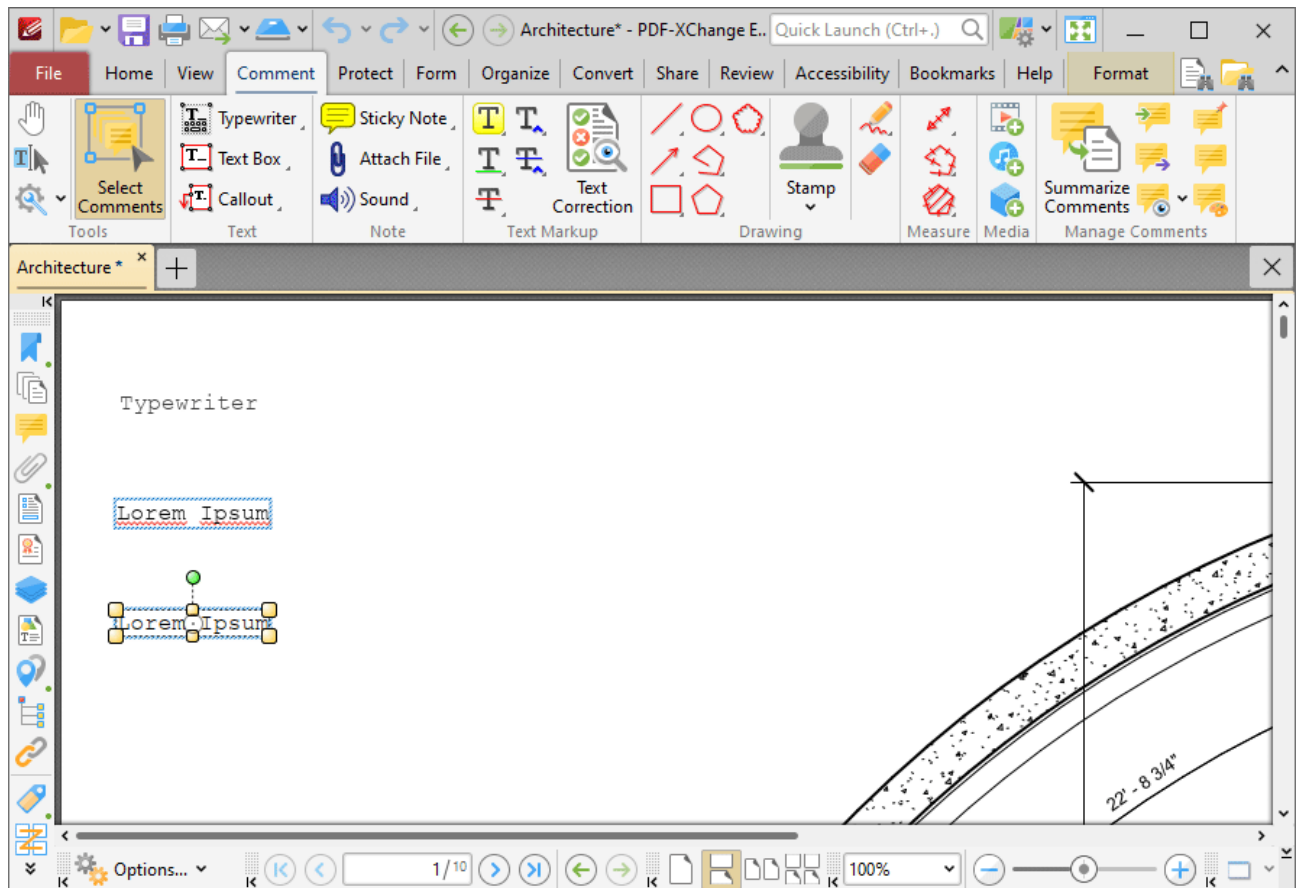 Architecture* - PDF-XChange E.. Quick Launch (Ctrl+.)
File Home View Comment Protect Form Organize Convert Share Review Accessibility Bookmarks Help Format
Select Comments
Tools
Typewriter
Text Box
Callout
Text
Sticky Note
Attach File
Sound
Note
Text Correction
Text Markup
Stamp
Drawing
Measure
Media
Summarize Comments
Manage Comments
Architecture *
Typewriter
Lorem Ipsum
Lorem Ipsum
22' - 8 3/4"
Options... 1/10 100%